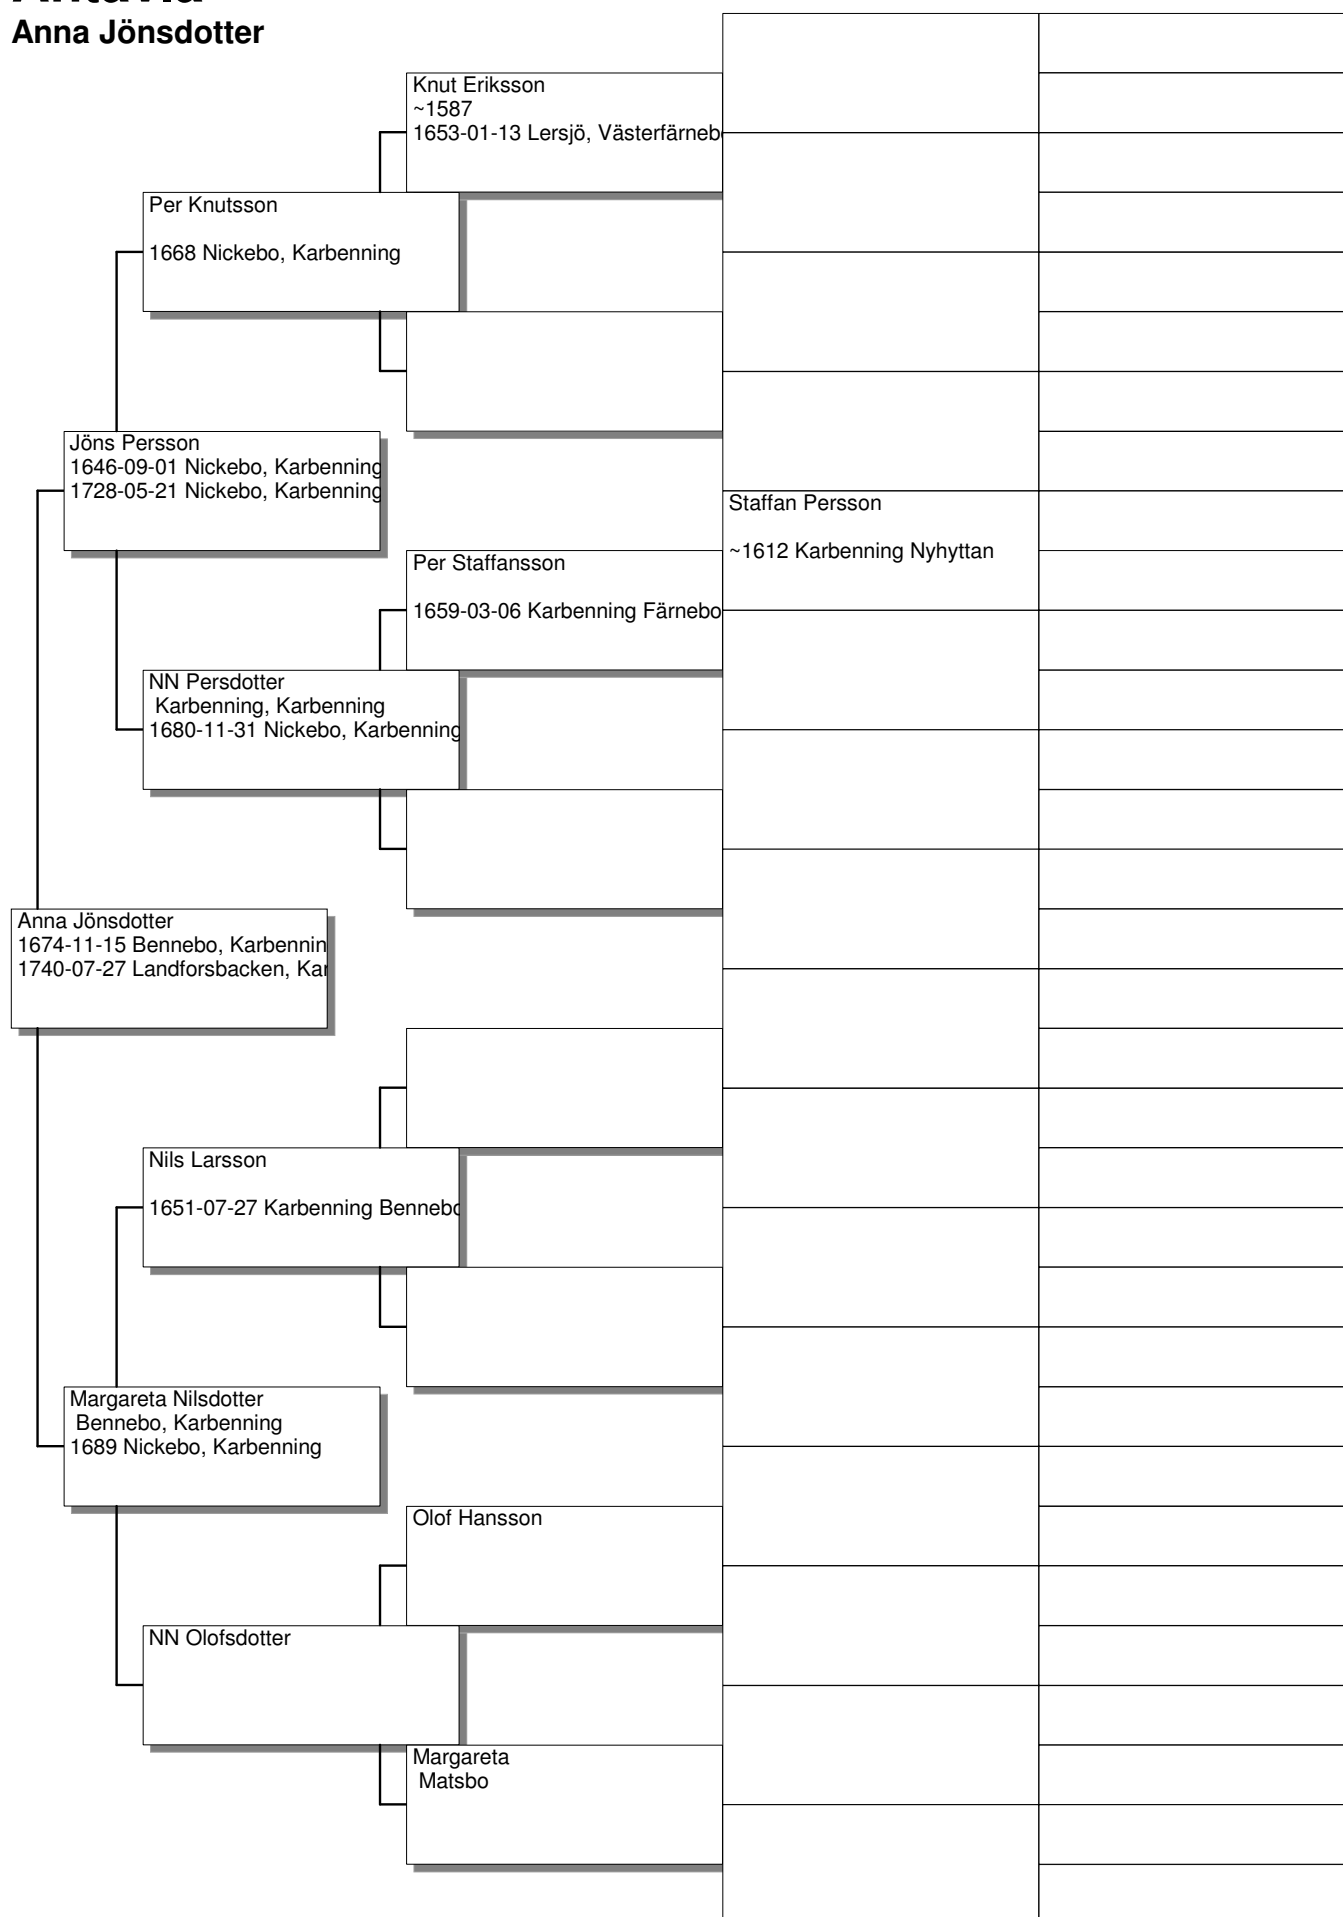 Anna Jönsdotter
Knut Eriksson
~1587
1653-01-13 Lersjö, Västerfärneb
Per Knutsson
1668 Nickebo, Karbenning
Jöns Persson
1646-09-01 Nickebo, Karbenning
1728-05-21 Nickebo, Karbenning
Staffan Persson
~1612 Karbenning Nyhyttan
Per Staffansson
1659-03-06 Karbenning Färnebo
NN Persdotter
Karbenning, Karbenning
1680-11-31 Nickebo, Karbenning
Anna Jönsdotter
1674-11-15 Bennebo, Karbennin
1740-07-27 Landforsbacken, Kar
Nils Larsson
1651-07-27 Karbenning Bennebo
Margareta Nilsdotter
Bennebo, Karbenning
1689 Nickebo, Karbenning
Olof Hansson
NN Olofsdotter
Margareta
Matsbo